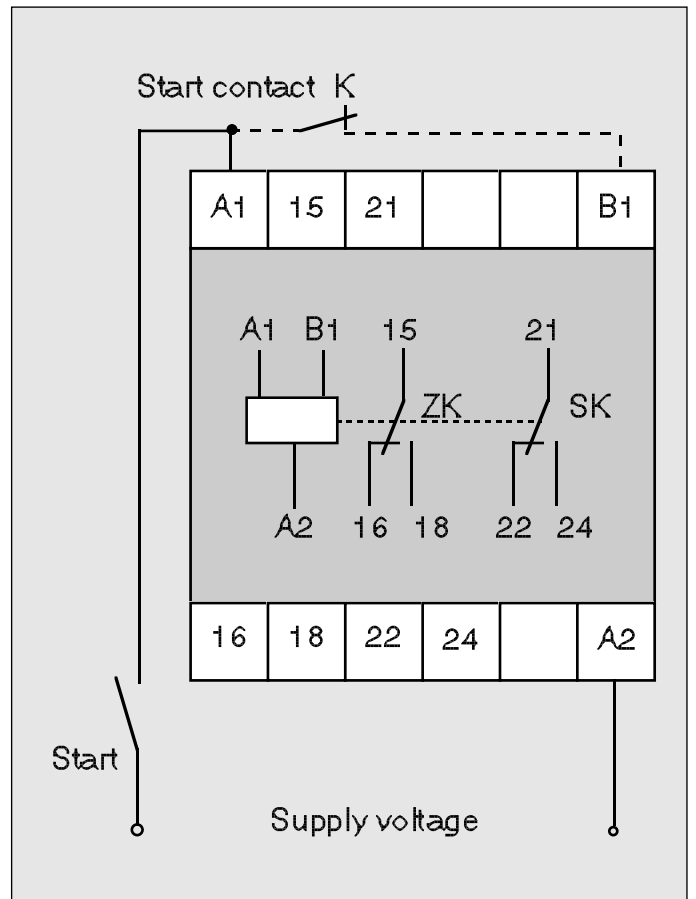 Start contact K
A1 15 21 B1
A1 B1 15 21
ZK SK
A2 16 18 22 24
16 18 22 24 A2
Start
Supply voltage